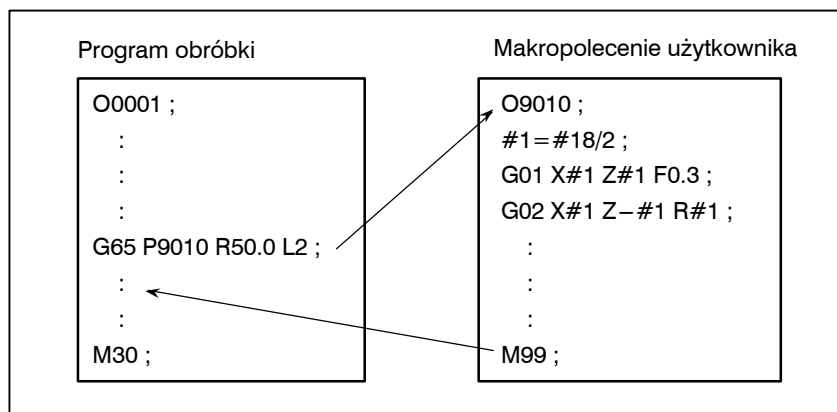 Program obróbki
O0001 ;
:
:
:
G65 P9010 R50.0 L2 ;
:
:
M30 ;
Makropolecenie użytkownika
O9010 ;
#1=#18/2 ;
G01 X#1 Z#1 F0.3 ;
G02 X#1 Z−#1 R#1 ;
:
:
:
M99 ;